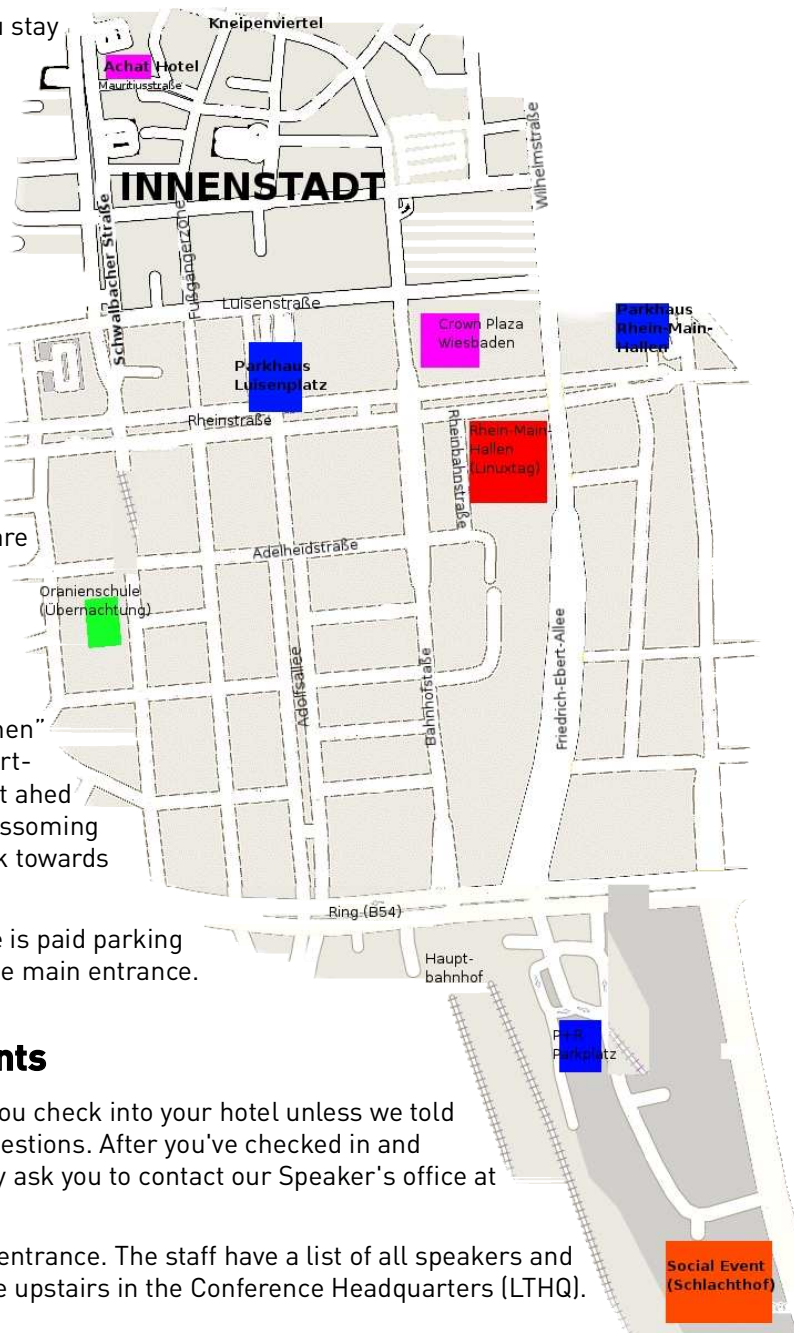 u stay
Kneipenviertel
Achat Hotel
Mauritiusstraße
Wilhelmstraße
INNENSTADT
Schwalbacher Straße
Fußgängerzone
Luisenstraße
Parkhaus
Rhein-Main-
Hallen
Crown Plaza
Wiesbaden
Parkhaus
Luisenplatz
Rheinstraße
Rheinbahnstraße
Rhein-Main-
Hallen
(Linuxtag)
are
Adelheidstraße
Oranienschule
(Übernachtung)
Adolfsallee
Bahnhofstaße
Friedrich-Ebert-Allee
nen”
rt-
t ahed
ssoming
k towards
Ring (B54)
e is paid parking
e main entrance.
Haupt-
bahnhof
P+R
Parkplatz
nts
ou check into your hotel unless we told
estions. After you've checked in and
y ask you to contact our Speaker's office at
entrance. The staff have a list of all speakers and
e upstairs in the Conference Headquarters (LTHQ).
Social Event
(Schlachthof)